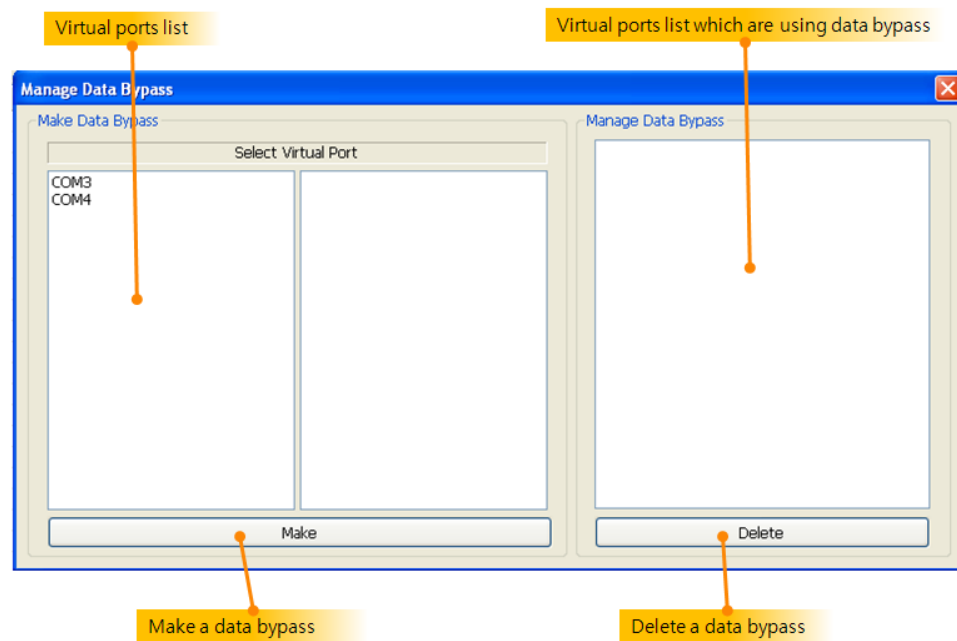 Virtual ports list
Virtual ports list which are using data bypass
Manage Data Bypass
Make Data Bypass
Manage Data Bypass
Select Virtual Port
COM3
COM4
Make
Delete
Make a data bypass
Delete a data bypass